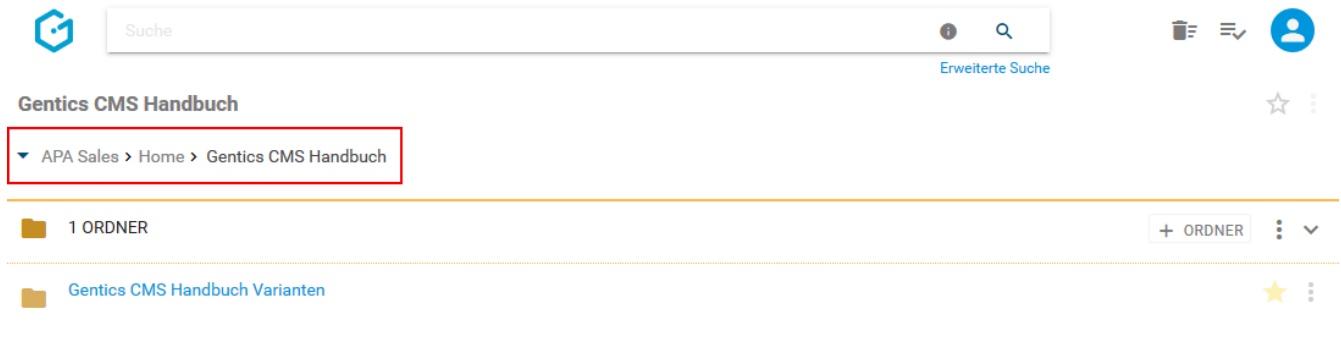 Suche
Erweiterte Suche
Gentics CMS Handbuch
APA Sales > Home > Gentics CMS Handbuch
1 ORDNER
+ ORDNER
Gentics CMS Handbuch Varianten